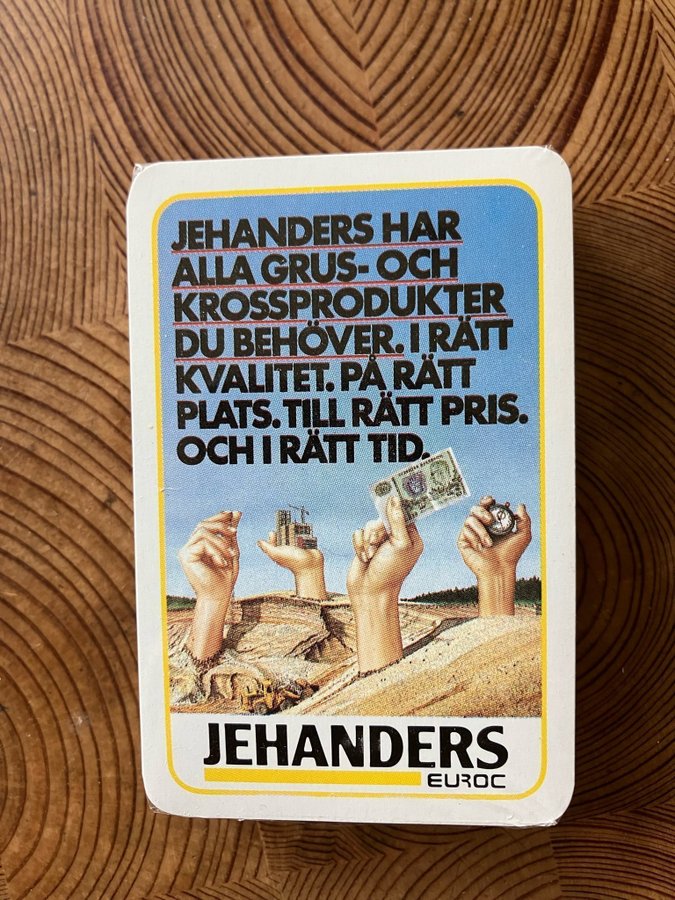 JEHANDERS HAR
ALLA GRUS- OCH
KROSSPRODUKTER
DU BEHÖVER. I RÄTT
KVALITET. PÅ RÄTT
PLATS. TILL RÄTT PRIS.
OCH I RÄTT TID.
JEHANDERS
EUROC